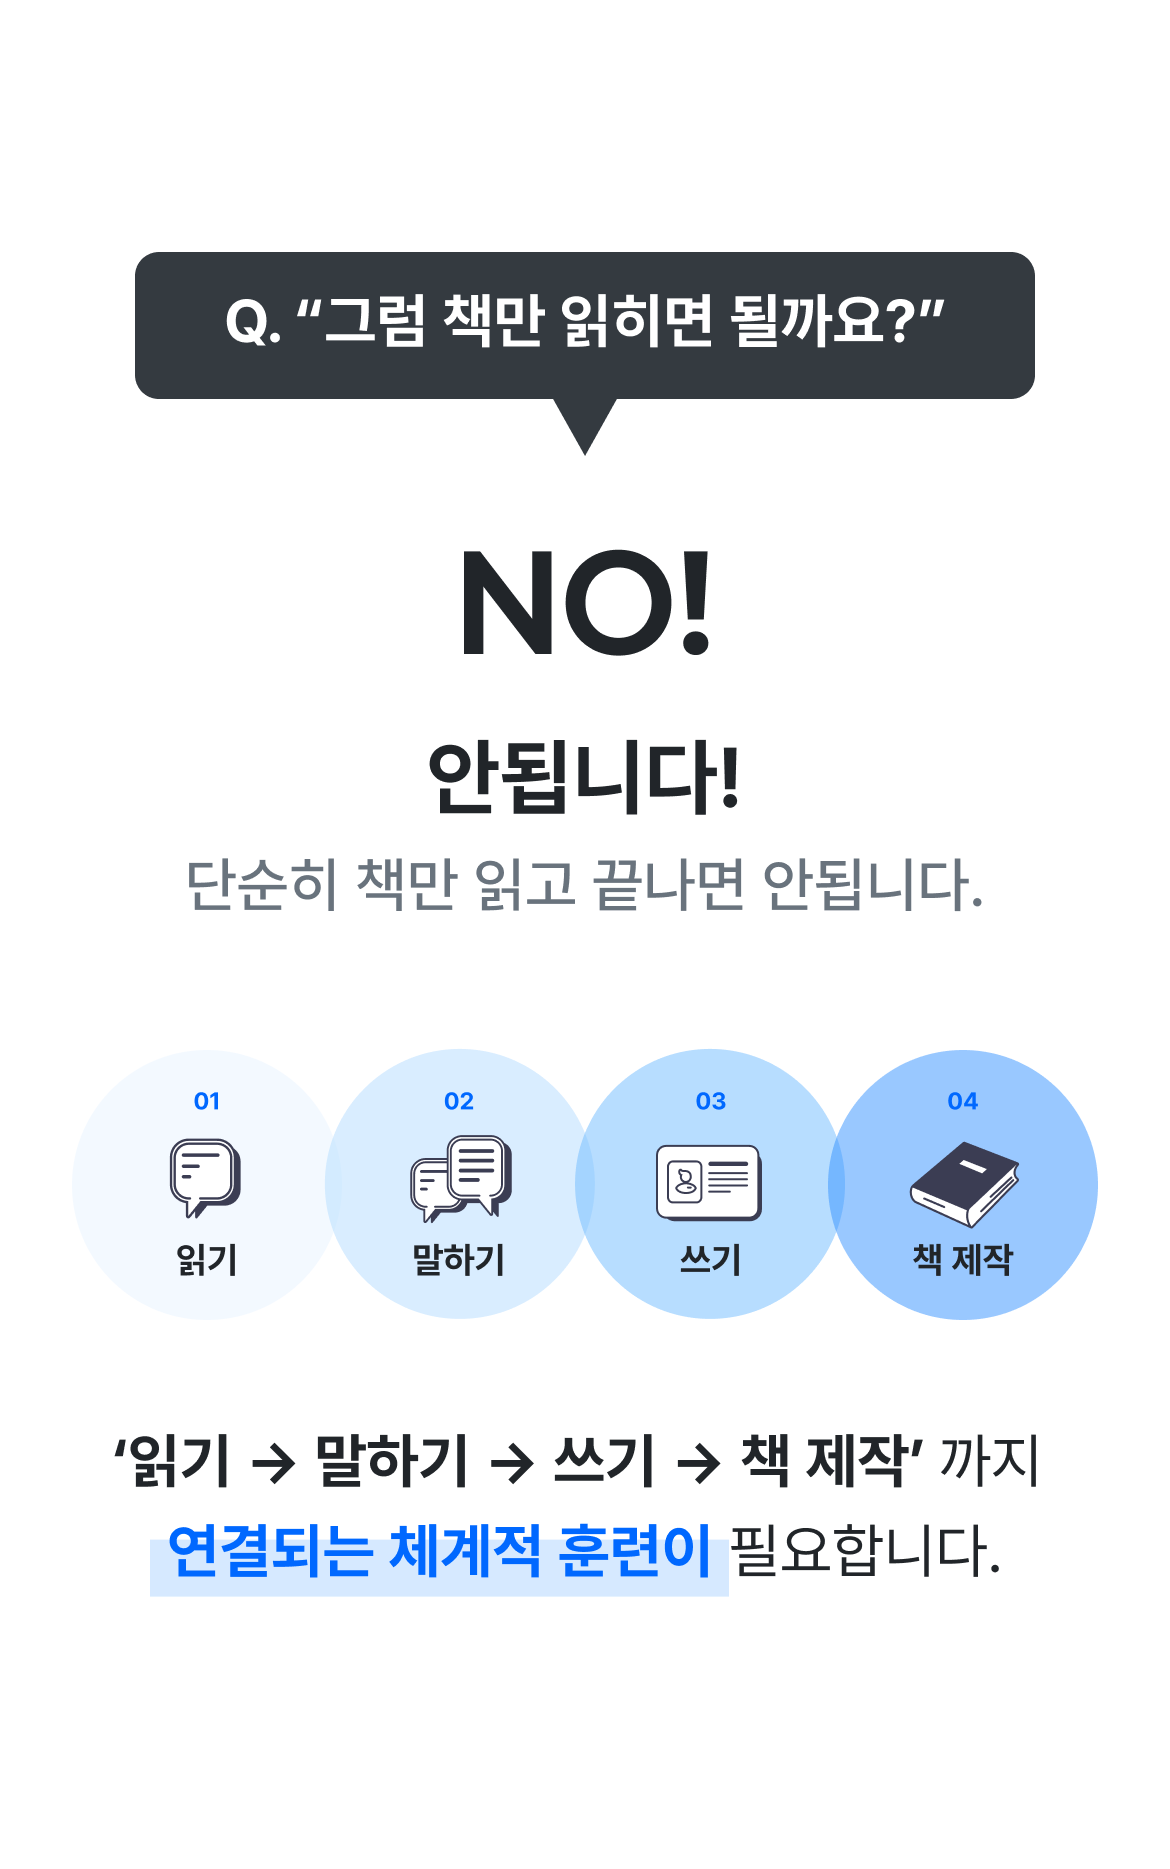 Q. “그럼 책만 읽히면 될까요?”
NO!
안됩니다!
단순히 책만 읽고 끝나면 안됩니다.
01
읽기
02
말하기
03
쓰기
04
책 제작
‘읽기 → 말하기 → 쓰기 → 책 제작’ 까지
연결되는 체계적 훈련이 필요합니다.